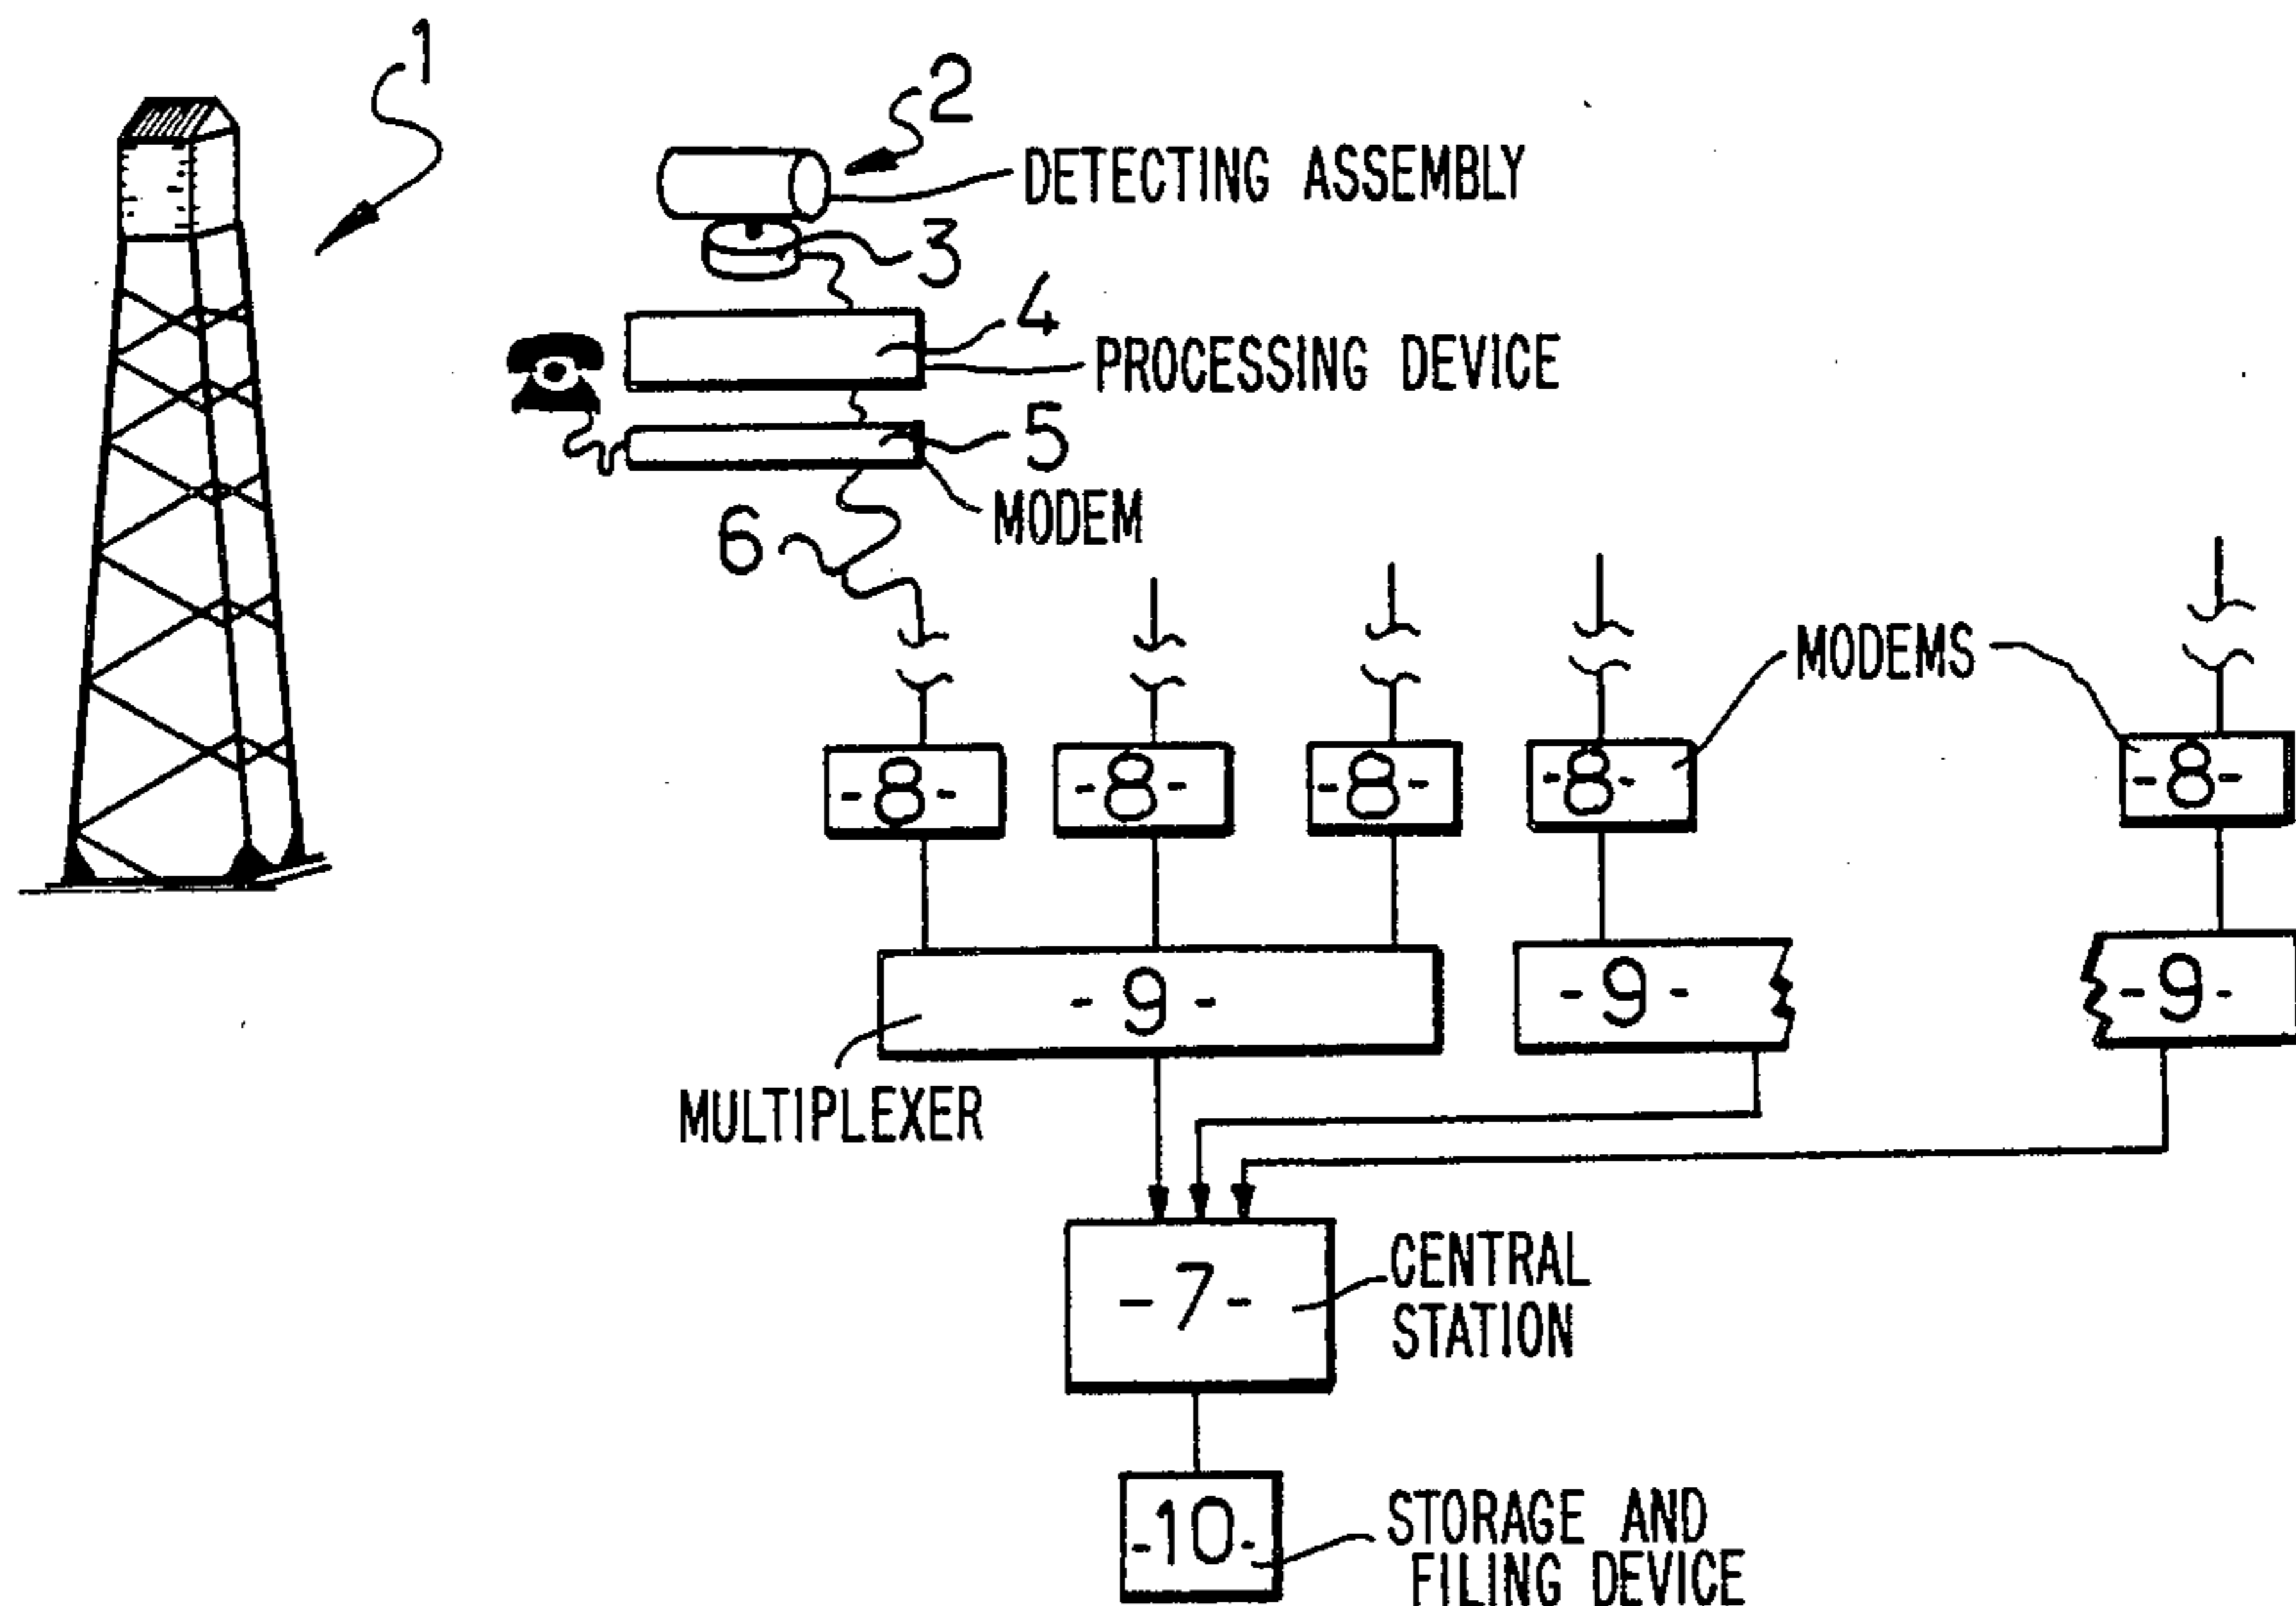 1
2
DETECTING ASSEMBLY
3
4
PROCESSING DEVICE
5
MODEM
6
MODEMS
-8- -8- -8- -8- -8-
-9- -9- -9-
MULTIPLEXER
-7-
CENTRAL
STATION
-10-
STORAGE AND
FILING DEVICE